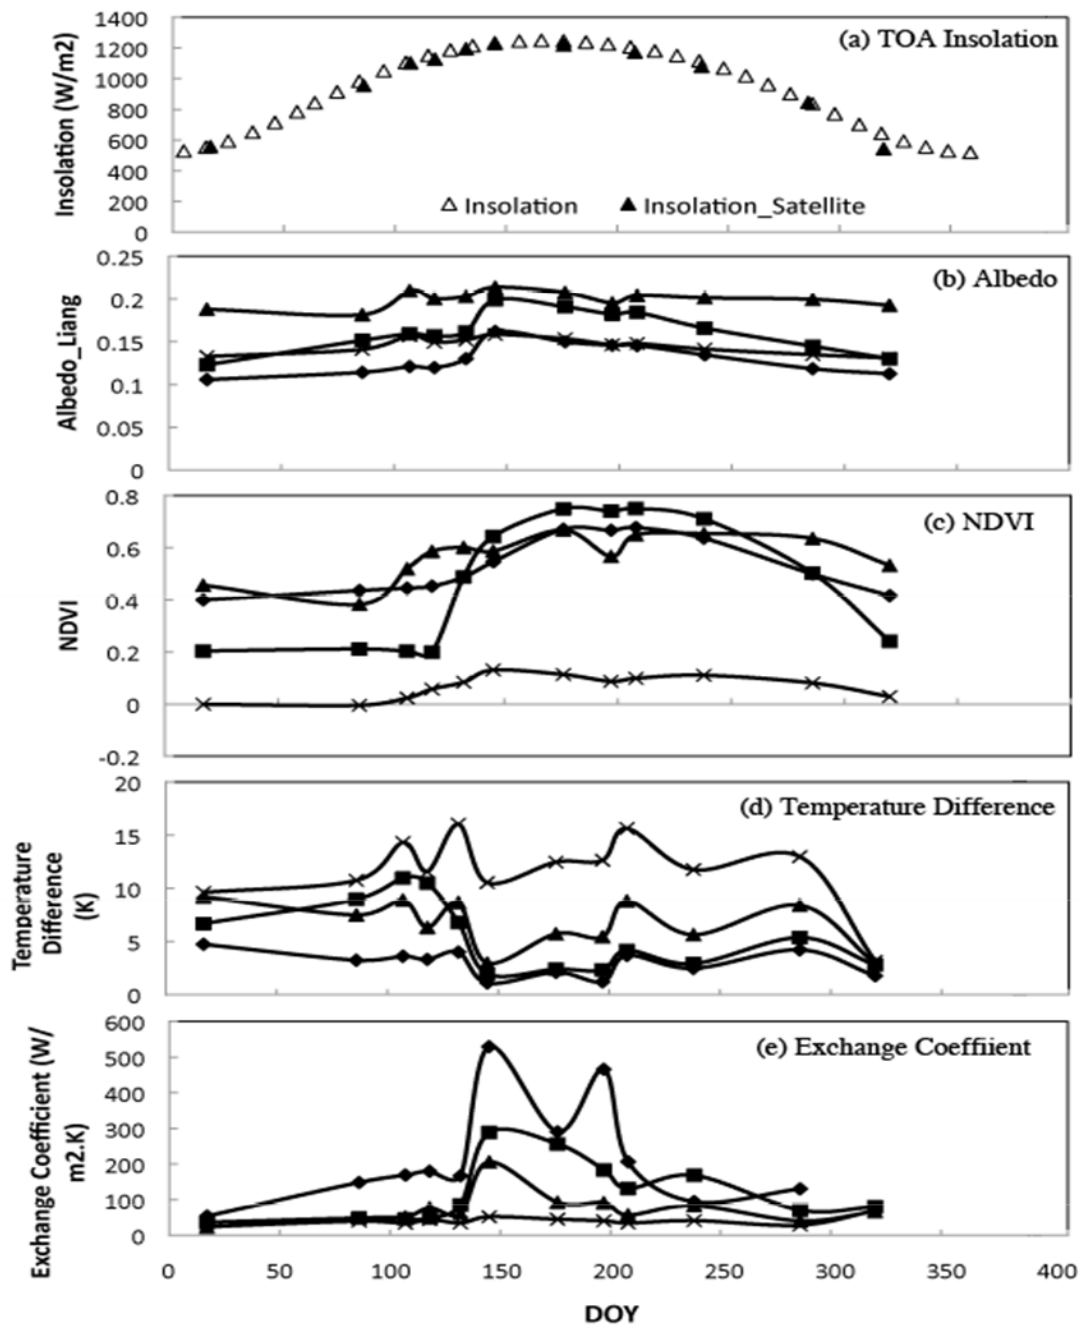 1400
(a) TOA Insolation
1200
1000
800
600
400
200
0
Insolation (W/m2)
Insolation
Insolation_Satellite
0.25
(b) Albedo
0.2
0.15
0.1
0.05
0
Albedo_Liang
0.8
(c) NDVI
0.6
0.4
0.2
0
-0.2
NDVI
20
(d) Temperature Difference
15
10
5
0
Temperature
Difference
(K)
600
(e) Exchange Coeffiient
500
400
300
200
100
0
Exchange Coefficient (W/
m2.K)
0 50 100 150 200 250 300 350 400
DOY